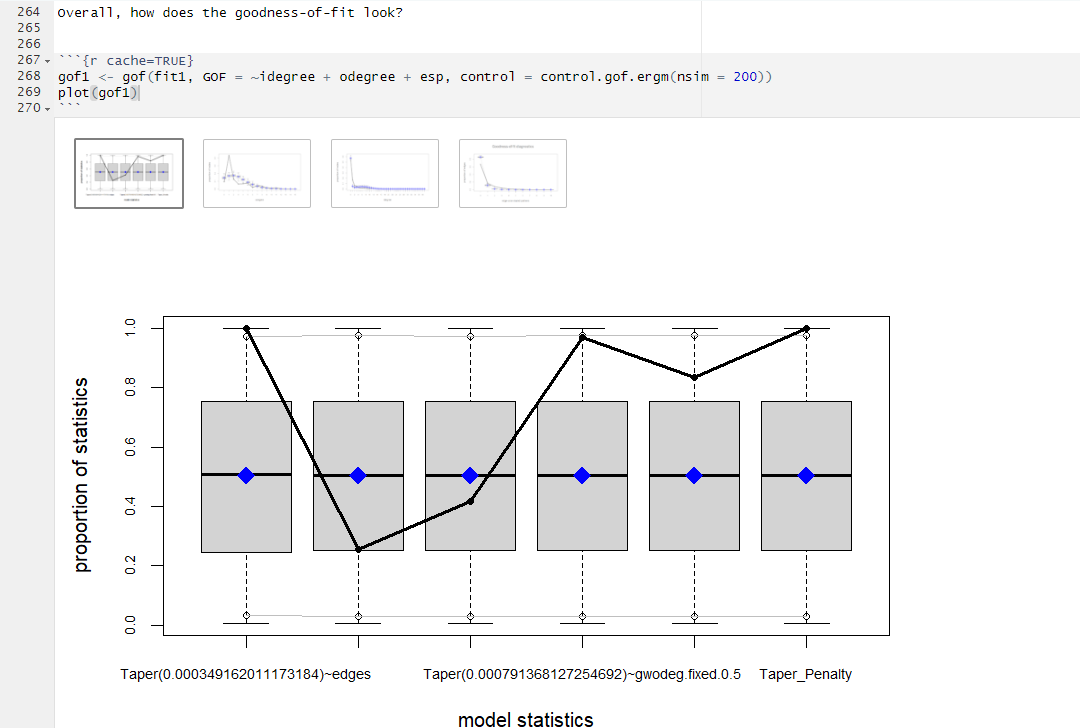 264 Overall, how does the goodness-of-fit look?
265
266
267 ```{r cache=TRUE}
268 gof1 <- gof(fit1, GOF = ~idegree + odegree + esp, control = control.gof.ergm(nsim = 200))
269 plot(gof1)
270 ```
1.0
0.8
0.6
0.4
0.2
0.0
proportion of statistics
Taper(0.000349162011173184)~edges Taper(0.000791368127254692)~gwodeg.fixed.0.5 Taper_Penalty
model statistics